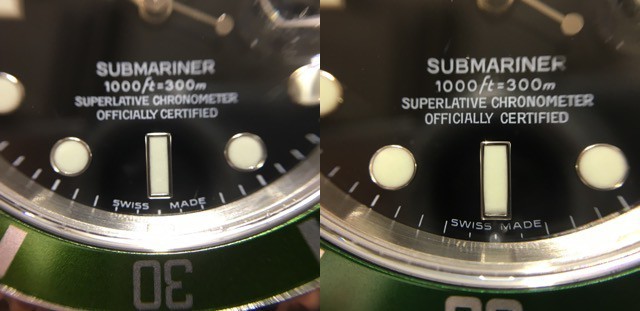 SUBMARINER
1000ft=300m
SUPERLATIVE CHRONOMETER
OFFICIALLY CERTIFIED
SWISS MADE
30
SUBMARINER
1000ft=300m
SUPERLATIVE CHRONOMETER
OFFICIALLY CERTIFIED
SWISS MADE